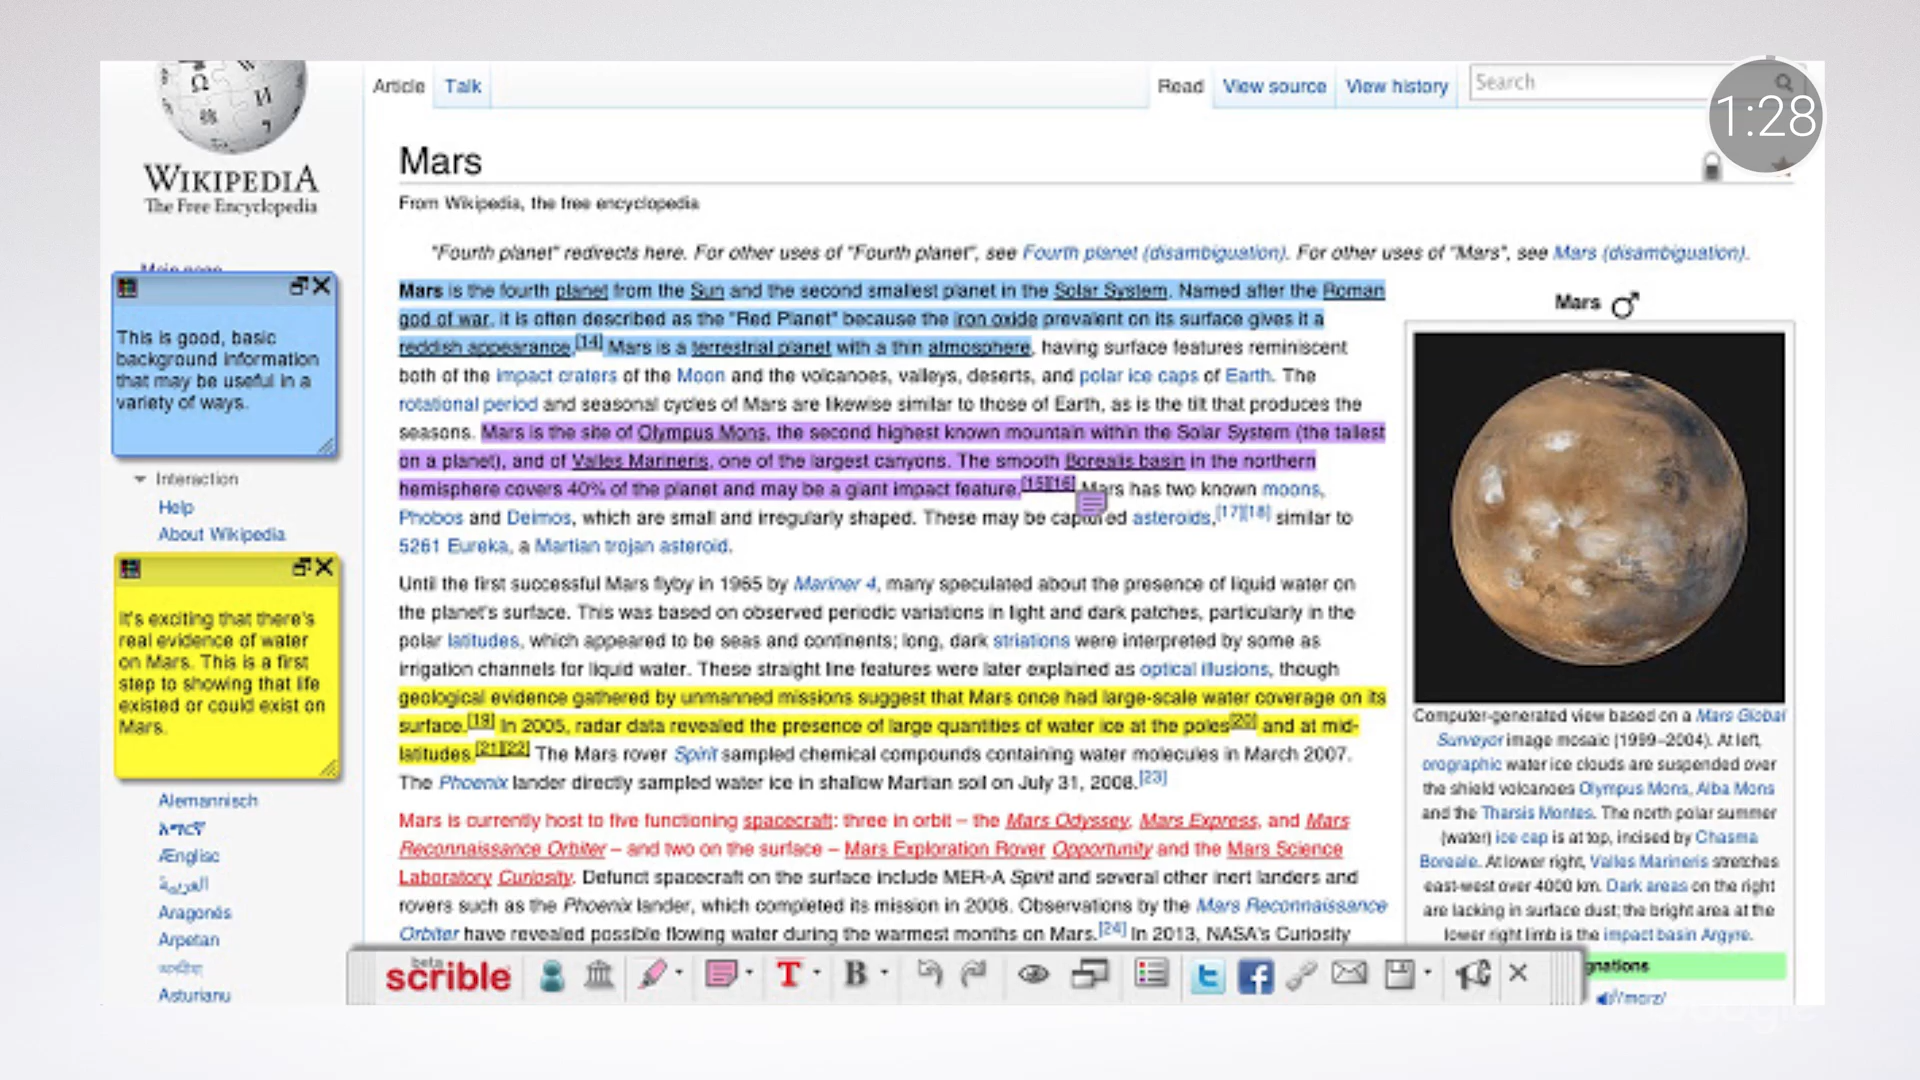 Article
Talk
Read
View source
View history
Search
1:28
WIKIPEDIA
The Free Encyclopedia
Main page
This is good, basic
background information
that may be useful in a
variety of ways.
Interaction
Help
About Wikipedia
It's exciting that there's
real evidence of water
on Mars. This is a first
step to showing that life
existed or could exist on
Mars.
Alemannisch
አማርኛ
Ænglisc
العربية
Aragonés
Arpetan
Asturianu
Mars
From Wikipedia, the free encyclopedia
"Fourth planet" redirects here. For other uses of "Fourth planet", see Fourth planet (disambiguation). For other uses of "Mars", see Mars (disambiguation).
Mars is the fourth planet from the Sun and the second smallest planet in the Solar System. Named after the Roman
god of war, it is often described as the "Red Planet" because the iron oxide prevalent on its surface gives it a
reddish appearance.[14] Mars is a terrestrial planet with a thin atmosphere, having surface features reminiscent
both of the impact craters of the Moon and the volcanoes, valleys, deserts, and polar ice caps of Earth. The
rotational period and seasonal cycles of Mars are likewise similar to those of Earth, as is the tilt that produces the
seasons. Mars is the site of Olympus Mons, the second highest known mountain within the Solar System (the tallest
on a planet), and of Valles Marineris, one of the largest canyons. The smooth Borealis basin in the northern
hemisphere covers 40% of the planet and may be a giant impact feature.[15][16] Mars has two known moons,
Phobos and Deimos, which are small and irregularly shaped. These may be captured asteroids,[17][18] similar to
5261 Eureka, a Martian trojan asteroid.
Until the first successful Mars flyby in 1965 by Mariner 4, many speculated about the presence of liquid water on
the planet's surface. This was based on observed periodic variations in light and dark patches, particularly in the
polar latitudes, which appeared to be seas and continents; long, dark striations were interpreted by some as
irrigation channels for liquid water. These straight line features were later explained as optical illusions, though
geological evidence gathered by unmanned missions suggest that Mars once had large-scale water coverage on its
surface.[19] In 2005, radar data revealed the presence of large quantities of water ice at the poles[20] and at mid-
latitudes.[21][22] The Mars rover Spirit sampled chemical compounds containing water molecules in March 2007.
The Phoenix lander directly sampled water ice in shallow Martian soil on July 31, 2008.[23]
Mars is currently host to five functioning spacecraft: three in orbit – the Mars Odyssey, Mars Express, and Mars
Reconnaissance Orbiter – and two on the surface – Mars Exploration Rover Opportunity and the Mars Science
Laboratory Curiosity. Defunct spacecraft on the surface include MER-A Spirit and several other inert landers and
rovers such as the Phoenix lander, which completed its mission in 2008. Observations by the Mars Reconnaissance
Orbiter have revealed possible flowing water during the warmest months on Mars.[24] In 2013, NASA's Curiosity
Mars ♂
Computer-generated view based on a Mars Global
Surveyor image mosaic (1999–2004). At left,
orographic water ice clouds are suspended over
the shield volcanoes Olympus Mons, Alba Mons
and the Tharsis Montes. The north polar summer
(water) ice cap is at top, incised by Chasma
Boreale. At lower right, Valles Marineris stretches
east-west over 4000 km. Dark areas on the right
are lacking in surface dust; the bright area at the
lower right limb is the impact basin Argyre.
gnations
/ˈmɑrz/
beta
scrible
T
B
Google